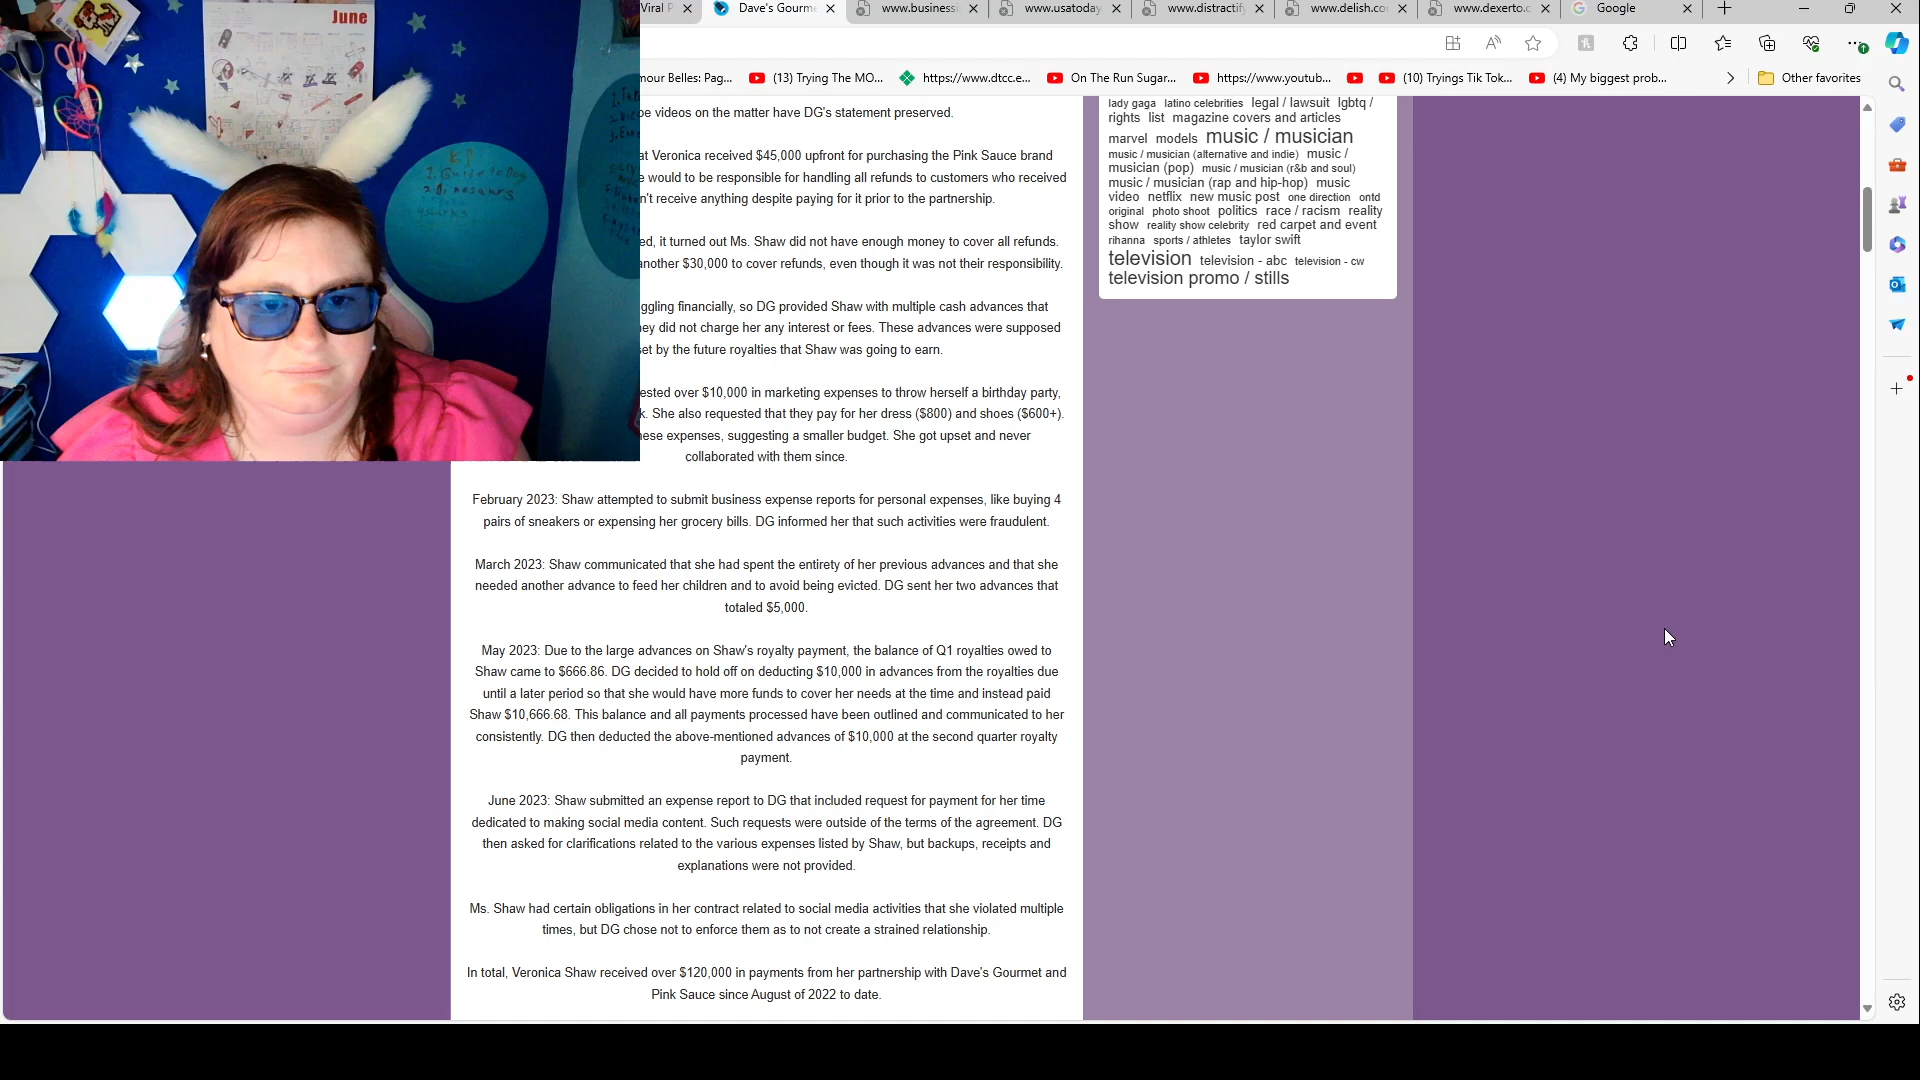 June
Viral P
Dave's Gourm
www.business
www.usatoday
www.distractify
www.delish.co
www.dexerto.c
Google
mour Belles: Pag...
(13) Trying The MO...
https://www.dtcc.e...
On The Run Sugar...
https://www.youtub...
(10) Tryings Tik Tok...
(4) My biggest prob...
Other favorites
1. Guide to Dog
2. Dinosaurs
be videos on the matter have DG's statement preserved.
at Veronica received $45,000 upfront for purchasing the Pink Sauce brand
e would to be responsible for handling all refunds to customers who received
n't receive anything despite paying for it prior to the partnership.
ed, it turned out Ms. Shaw did not have enough money to cover all refunds.
another $30,000 to cover refunds, even though it was not their responsibility.
ggling financially, so DG provided Shaw with multiple cash advances that
ey did not charge her any interest or fees. These advances were supposed
set by the future royalties that Shaw was going to earn.
ested over $10,000 in marketing expenses to throw herself a birthday party,
k. She also requested that they pay for her dress ($800) and shoes ($600+).
hese expenses, suggesting a smaller budget. She got upset and never
collaborated with them since.
February 2023: Shaw attempted to submit business expense reports for personal expenses, like buying 4
pairs of sneakers or expensing her grocery bills. DG informed her that such activities were fraudulent.
March 2023: Shaw communicated that she had spent the entirety of her previous advances and that she
needed another advance to feed her children and to avoid being evicted. DG sent her two advances that
totaled $5,000.
May 2023: Due to the large advances on Shaw's royalty payment, the balance of Q1 royalties owed to
Shaw came to $666.86. DG decided to hold off on deducting $10,000 in advances from the royalties due
until a later period so that she would have more funds to cover her needs at the time and instead paid
Shaw $10,666.68. This balance and all payments processed have been outlined and communicated to her
consistently. DG then deducted the above-mentioned advances of $10,000 at the second quarter royalty
payment.
June 2023: Shaw submitted an expense report to DG that included request for payment for her time
dedicated to making social media content. Such requests were outside of the terms of the agreement. DG
then asked for clarifications related to the various expenses listed by Shaw, but backups, receipts and
explanations were not provided.
Ms. Shaw had certain obligations in her contract related to social media activities that she violated multiple
times, but DG chose not to enforce them as to not create a strained relationship.
In total, Veronica Shaw received over $120,000 in payments from her partnership with Dave's Gourmet and
Pink Sauce since August of 2022 to date.
lady gaga latino celebrities legal / lawsuit lgbtq /
rights list magazine covers and articles
marvel models music / musician
music / musician (alternative and indie) music /
musician (pop) music / musician (r&b and soul)
music / musician (rap and hip-hop) music
video netflix new music post one direction ontd
original photo shoot politics race / racism reality
show reality show celebrity red carpet and event
rihanna sports / athletes taylor swift
television television - abc television - cw
television promo / stills